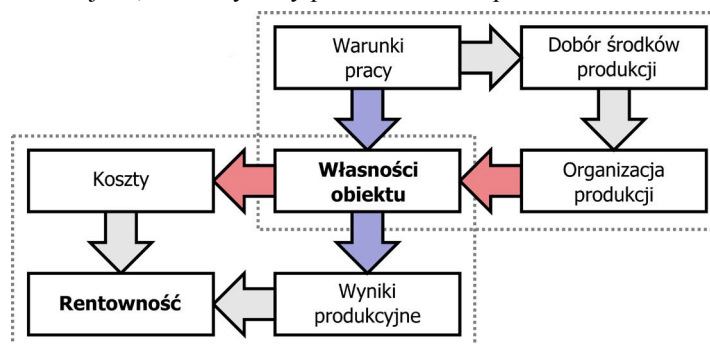 Warunki
pracy
Dobór środków
produkcji
Koszty
Własności
obiektu
Organizacja
produkcji
Rentowność
Wyniki
produkcyjne